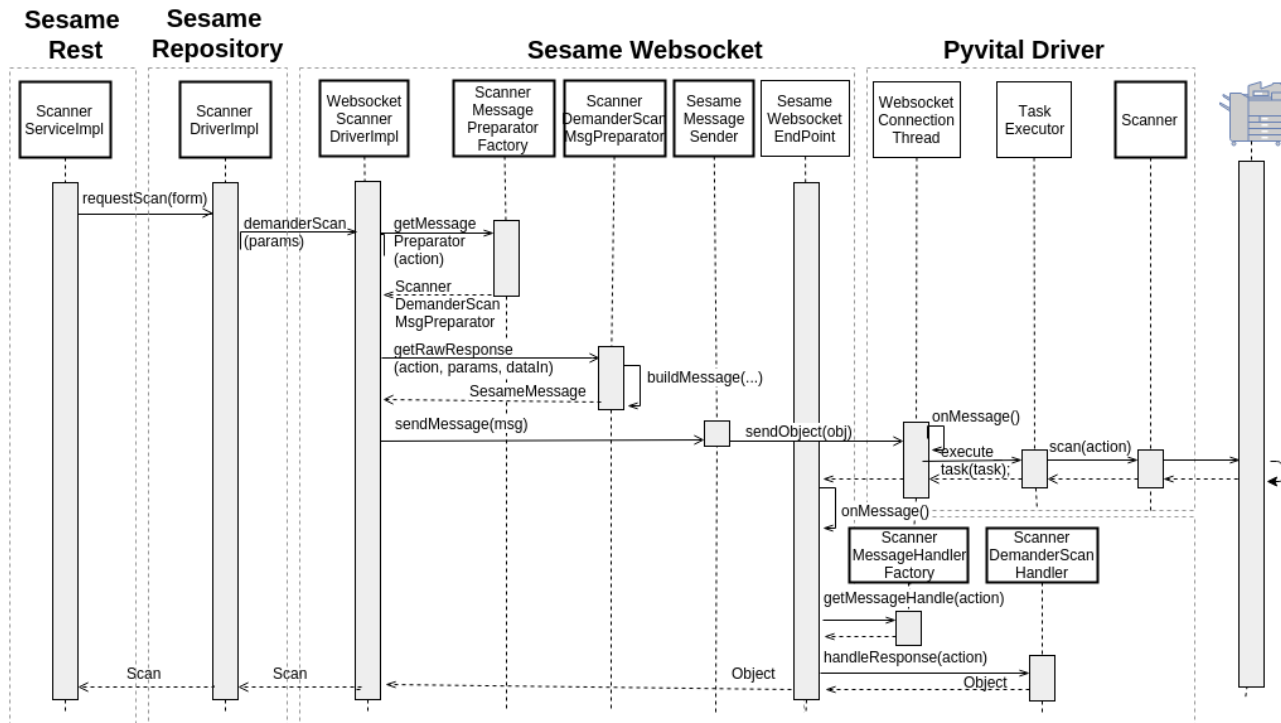 Sesame
Rest
Sesame
Repository
Sesame Websocket
Pyvital Driver
Scanner
ServiceImpl
Scanner
DriverImpl
Websocket
Scanner
DriverImpl
Scanner
Message
Preparator
Factory
Scanner
DemanderScan
MsgPreparator
Sesame
Message
Sender
Sesame
Websocket
EndPoint
Websocket
Connection
Thread
Task
Executor
Scanner
requestScan(form)
demanderScan
(params)
getMessage
Preparator
(action)
Scanner
DemanderScan
MsgPreparator
getRawResponse
(action, params, dataIn)
buildMessage(...)
SesameMessage
sendMessage(msg)
sendObject(obj)
onMessage()
execute
task(task);
scan(action)
onMessage()
Scanner
MessageHandler
Factory
Scanner
DemanderScan
Handler
getMessageHandle(action)
handleResponse(action)
Object
Object
Scan
Scan